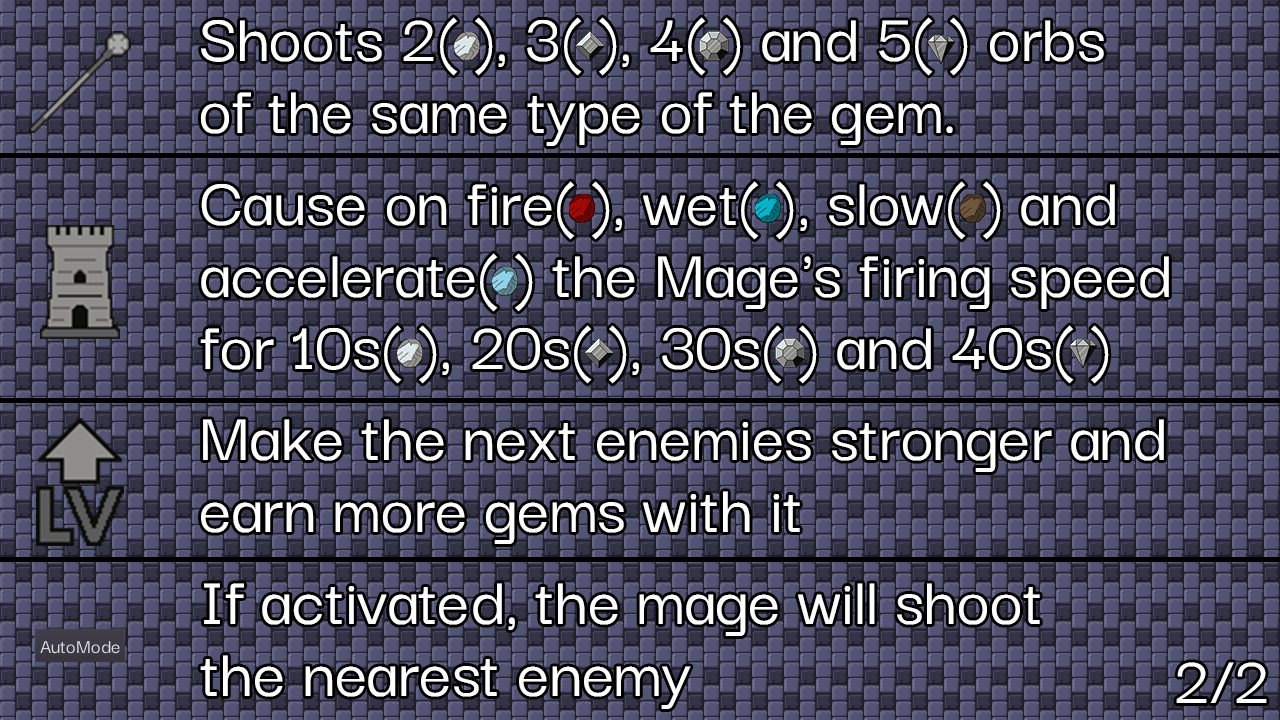 Shoots 2( ), 3( ), 4( ) and 5( ) orbs
of the same type of the gem.
Cause on fire( ), wet( ), slow( ) and
accelerate( ) the Mage’s firing speed
for 10s( ), 20s( ), 30s( ) and 40s( )
LV
Make the next enemies stronger and
earn more gems with it
AutoMode
If activated, the mage will shoot
the nearest enemy
2/2